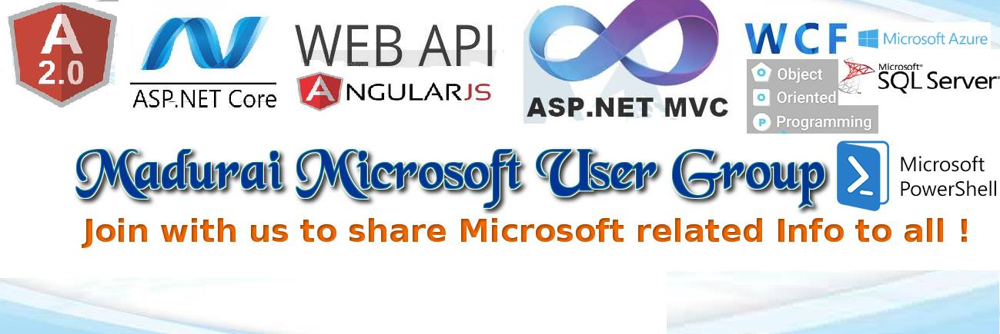 A
2.0
ASP.NET Core
WEB API
ANGULARJS
ASP.NET MVC
WCF
Microsoft Azure
O Object
O Oriented
P Programming
Microsoft®
SQL Server®
Madurai Microsoft User Group
Microsoft
PowerShell
Join with us to share Microsoft related Info to all !